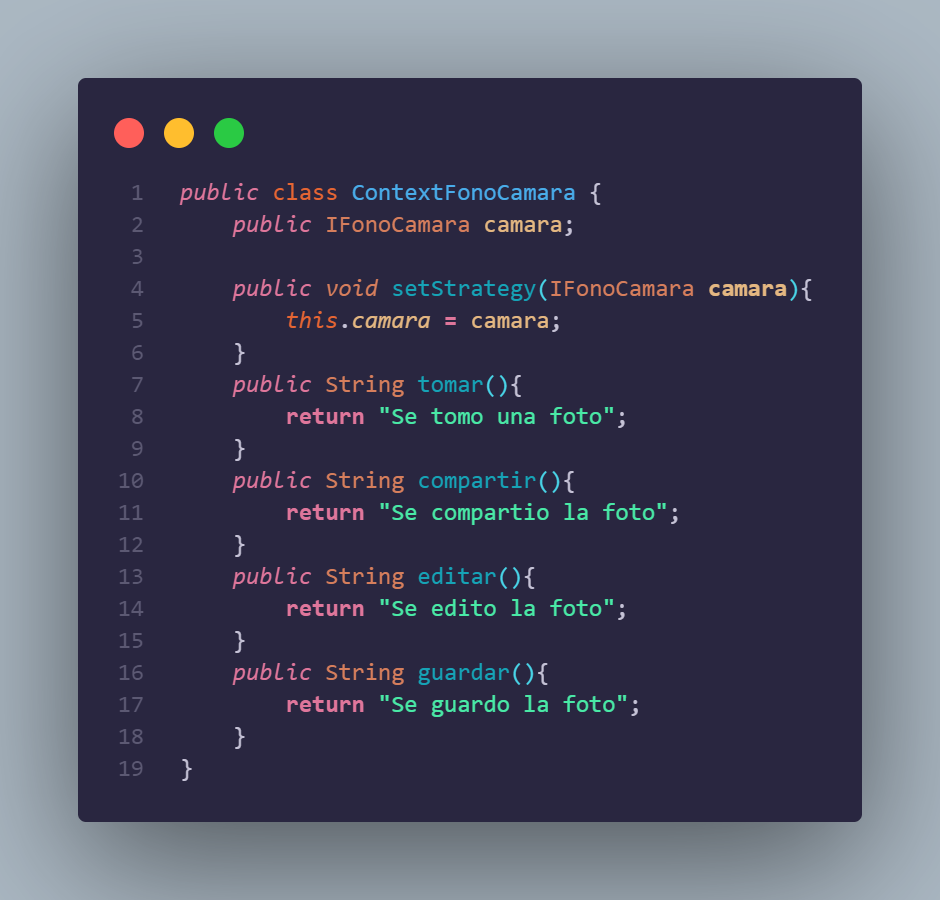 1 public class ContextFonoCamara {
2     public IFonoCamara camara;
3
4     public void setStrategy(IFonoCamara camara){
5         this.camara = camara;
6     }
7     public String tomar(){
8         return "Se tomo una foto";
9     }
10     public String compartir(){
11         return "Se compartio la foto";
12     }
13     public String editar(){
14         return "Se edito la foto";
15     }
16     public String guardar(){
17         return "Se guardo la foto";
18     }
19 }